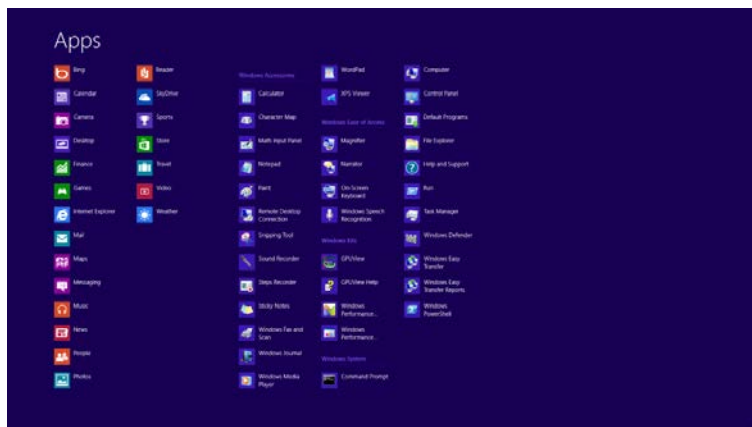 Apps
Bing
Calendar
Camera
Desktop
Finance
Games
Internet Explorer
Mail
Maps
Messaging
Music
News
People
Photos
Reader
SkyDrive
Sports
Store
Travel
Video
Weather
Windows Accessories
Calculator
Character Map
Math Input Panel
Notepad
Paint
Remote Desktop
Connection
Snipping Tool
Sound Recorder
Steps Recorder
Sticky Notes
Windows Fax and
Scan
Windows Journal
Windows Media
Player
WordPad
XPS Viewer
Windows Ease of Access
Magnifier
Narrator
On-Screen
Keyboard
Windows Speech
Recognition
Windows Kits
GPUView
GPUView Help
Windows
Performance...
Windows
Performance...
Windows System
Command Prompt
Computer
Control Panel
Default Programs
File Explorer
Help and Support
Run
Task Manager
Windows Defender
Windows Easy
Transfer
Windows Easy
Transfer Reports
Windows
PowerShell